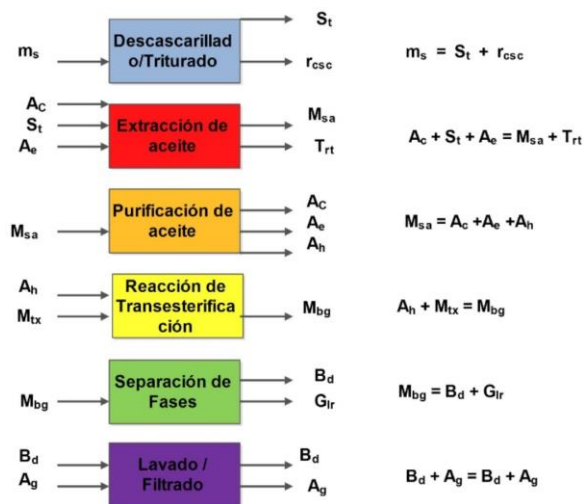 m_s
Descascarillad
o/Triturado
S_t
r_csc
m_s = S_t + r_csc
A_C
S_t
A_e
Extracción de
aceite
M_sa
T_rt
A_c + S_t + A_e = M_sa + T_rt
M_sa
Purificación de
aceite
A_C
A_e
A_h
M_sa = A_c +A_e +A_h
A_h
M_tx
Reacción de
Transesterifica
ción
M_bg
A_h + M_tx = M_bg
M_bg
Separación de
Fases
B_d
G_lr
M_bg = B_d + G_lr
B_d
A_g
Lavado /
Filtrado
B_d
A_g
B_d + A_g = B_d + A_g